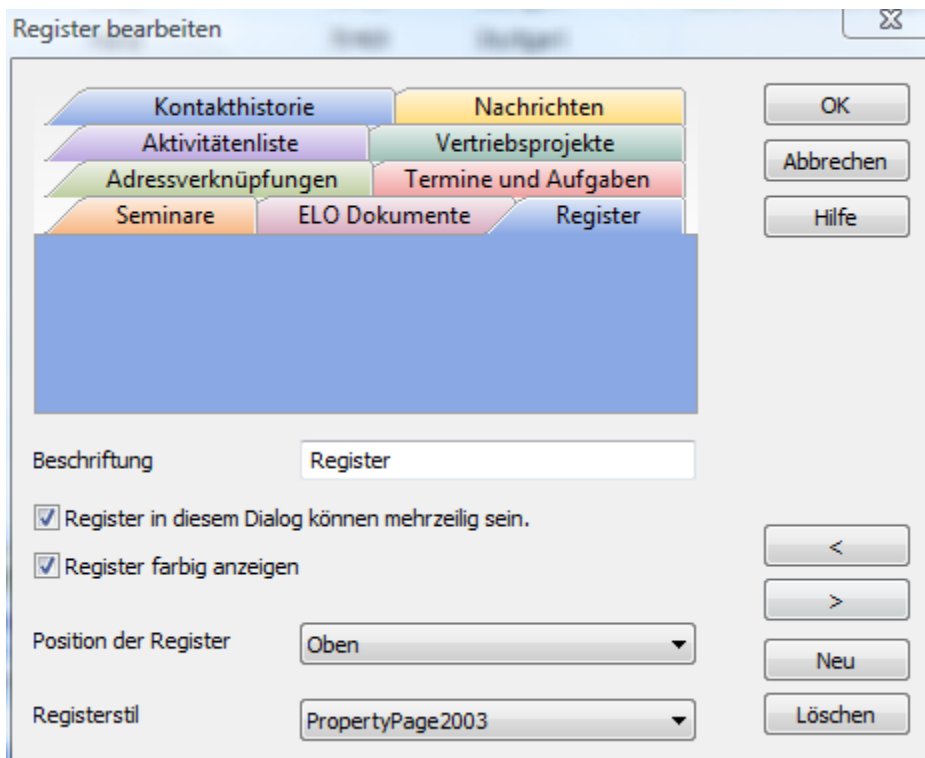 Register bearbeiten
Kontakthistorie Nachrichten
Aktivitätenliste Vertriebsprojekte
Adressverknüpfungen Termine und Aufgaben
Seminare ELO Dokumente Register
OK
Abbrechen
Hilfe
Beschriftung Register
Register in diesem Dialog können mehrzeilig sein.
Register farbig anzeigen
<
>
Position der Register Oben
Neu
Registerstil PropertyPage2003
Löschen